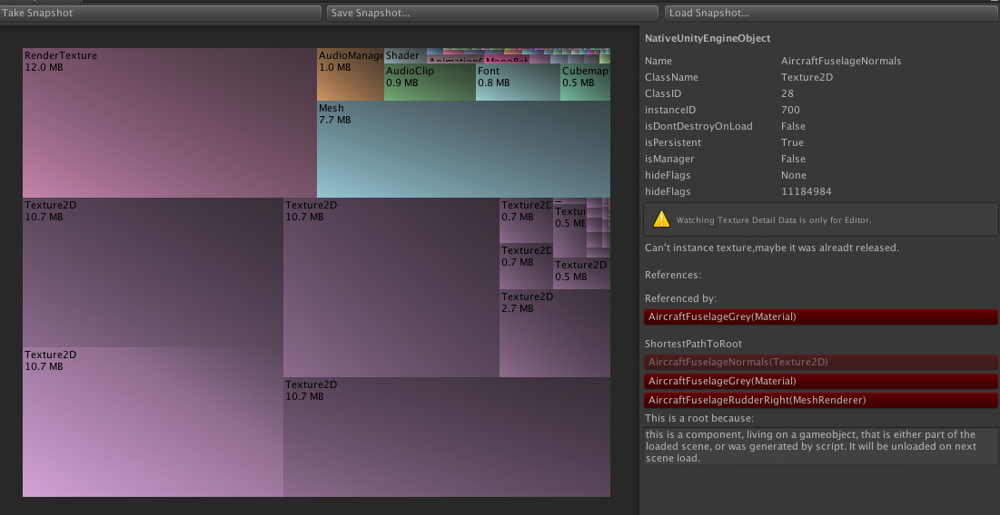 Take Snapshot
Save Snapshot...
Load Snapshot...
RenderTexture
12.0 MB
AudioManage
1.0 MB
Shader
AudioClip
0.9 MB
Font
0.8 MB
Cubemap
0.5 MB
Mesh
7.7 MB
Texture2D
10.7 MB
Texture2D
10.7 MB
Texture2D
0.7 MB
Textu
0.5 MB
Texture2D
0.7 MB
Texture2D
0.5 MB
Texture2D
2.7 MB
Texture2D
10.7 MB
Texture2D
10.7 MB
NativeUnityEngineObject
Name AircraftFuselageNormals
ClassName Texture2D
ClassID 28
instanceID 700
isDontDestroyOnLoad False
isPersistent True
isManager False
hideFlags None
hideFlags 11184984
Watching Texture Detail Data is only for Editor.
Can't instance texture,maybe it was alreadt released.
References:
Referenced by:
AircraftFuselageGrey(Material)
ShortestPathToRoot
AircraftFuselageNormals(Texture2D)
AircraftFuselageGrey(Material)
AircraftFuselageRudderRight(MeshRenderer)
This is a root because:
this is a component, living on a gameobject, that is either part of the
loaded scene, or was generated by script. It will be unloaded on next
scene load.